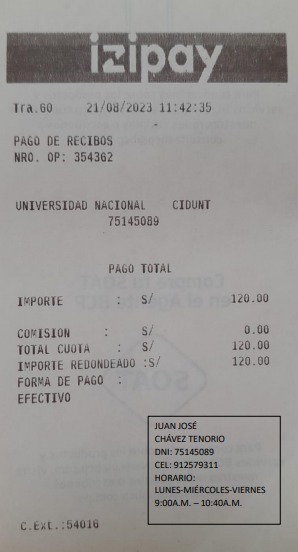 izipay
Tra.60 21/08/2023 11:42:35
PAGO DE RECIBOS
NRO. OP: 354362
UNIVERSIDAD NACIONAL CIDUNT
75145089
PAGO TOTAL
IMPORTE : S/ 120.00
COMISION : S/ 0.00
TOTAL CUOTA : S/ 120.00
IMPORTE REDONDEADO :S/ 120.00
FORMA DE PAGO :
EFECTIVO
JUAN JOSÉ
CHÁVEZ TENORIO
DNI: 75145089
CEL: 912579311
HORARIO:
LUNES-MIÉRCOLES-VIERNES
9:00A.M. – 10:40A.M.
C.Ext.:54016